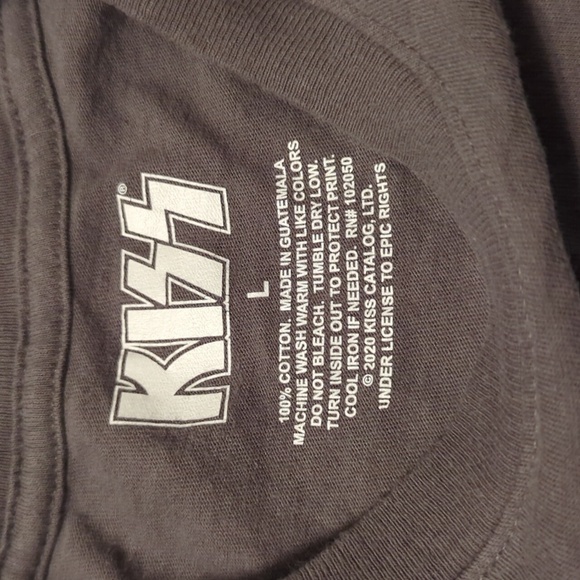 KISS®
L
100% COTTON. MADE IN GUATEMALA
MACHINE WASH WARM WITH LIKE COLORS
DO NOT BLEACH. TUMBLE DRY LOW.
TURN INSIDE OUT TO PROTECT PRINT.
COOL IRON IF NEEDED. RN# 102050
© 2020 KISS CATALOG, LTD.
UNDER LICENSE TO EPIC RIGHTS